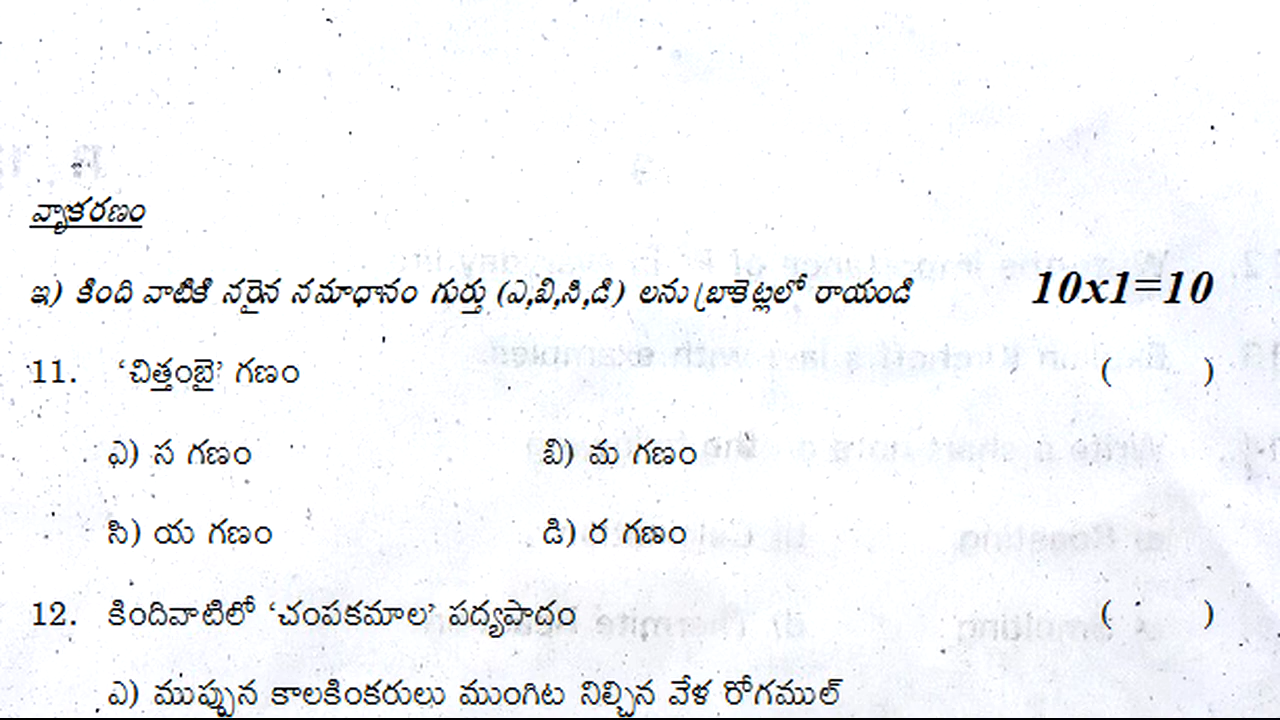 వ్యాకరణం
ఇ) కింది వాటికి సరైన సమాధానం గుర్తు (ఎ,బి,సి,డి) లను బ్రాకెట్లలో రాయండి 10x1=10
11. ‘చిత్తంబై’ గణం ( )
ఎ) స గణం బి) మ గణం
సి) య గణం డి) ర గణం
12. కిందివాటిలో ‘చంపకమాల’ పద్యపాదం ( )
ఎ) ముప్పున కాలకింకరులు ముంగిట నిల్చిన వేళ రోగముల్